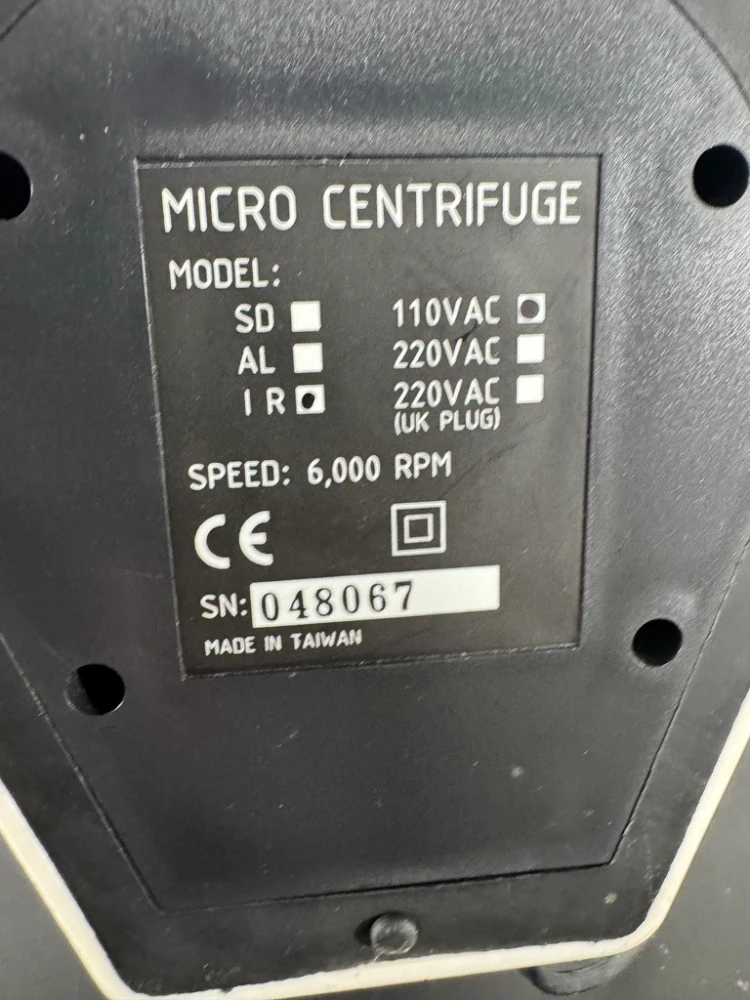 MICRO CENTRIFUGE
MODEL:
SD 110VAC
AL 220VAC
IR 220VAC
(UK PLUG)
SPEED: 6,000 RPM
CE
SN: 048067
MADE IN TAIWAN